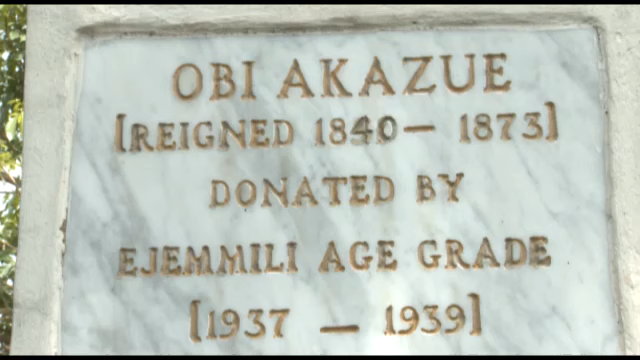 OBI AKAZUE
[REIGNED 1840— 1873]
DONATED BY
EJEMMILI AGE GRADE
[1937 — 1939]